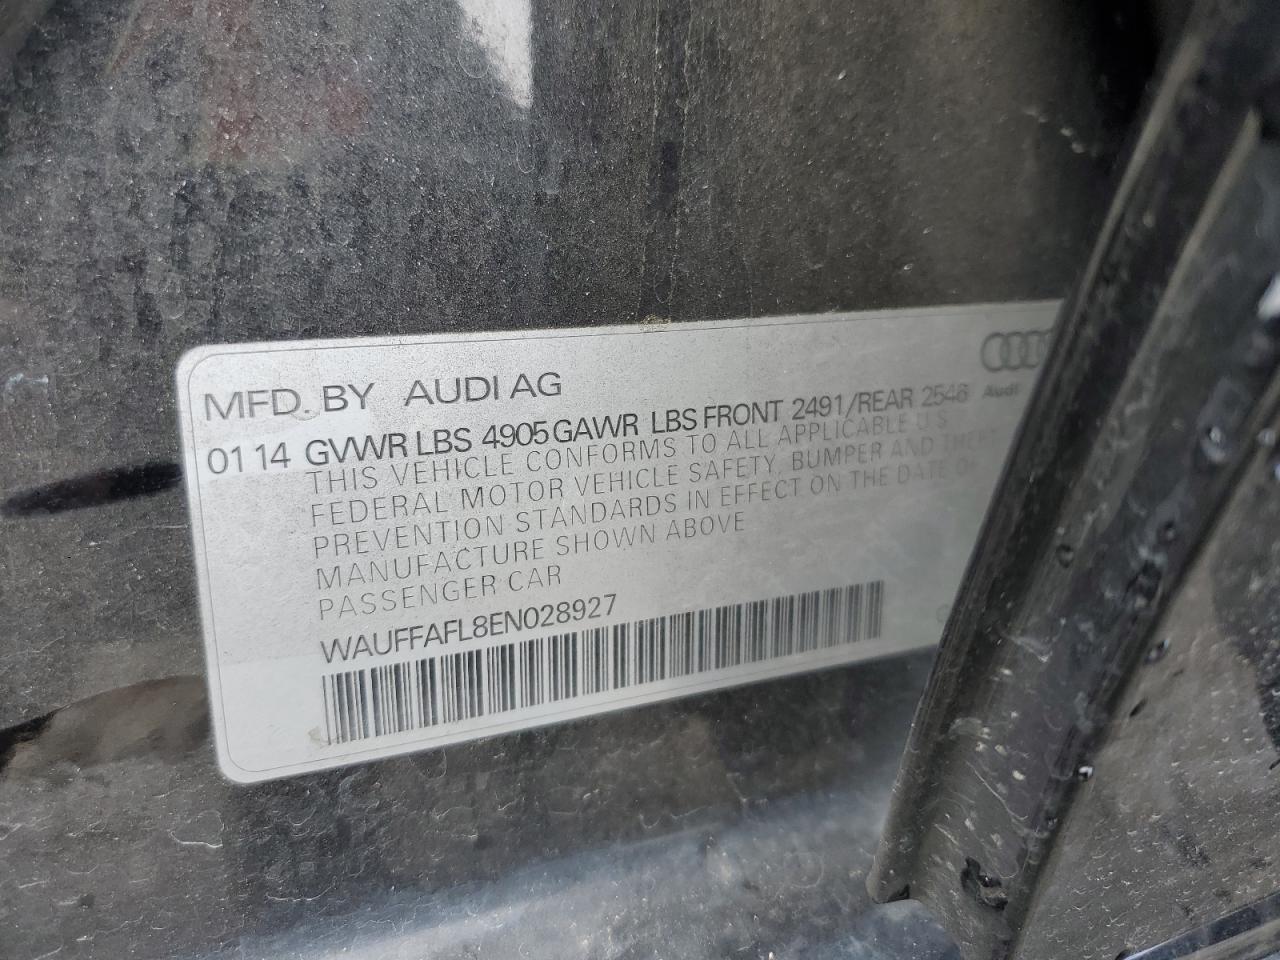 MFD. BY AUDI AG
Audi
01 14 GVWR LBS 4905 GAWR LBS FRONT 2491/REAR 2546
THIS VEHICLE CONFORMS TO ALL APPLICABLE U S
FEDERAL MOTOR VEHICLE SAFETY, BUMPER AND THEFT
PREVENTION STANDARDS IN EFFECT ON THE DATE OF
MANUFACTURE SHOWN ABOVE
PASSENGER CAR
WAUFFAFL8EN028927